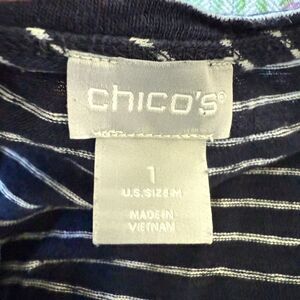 chico's®
1
U.S. SIZE M
MADE IN
VIETNAM